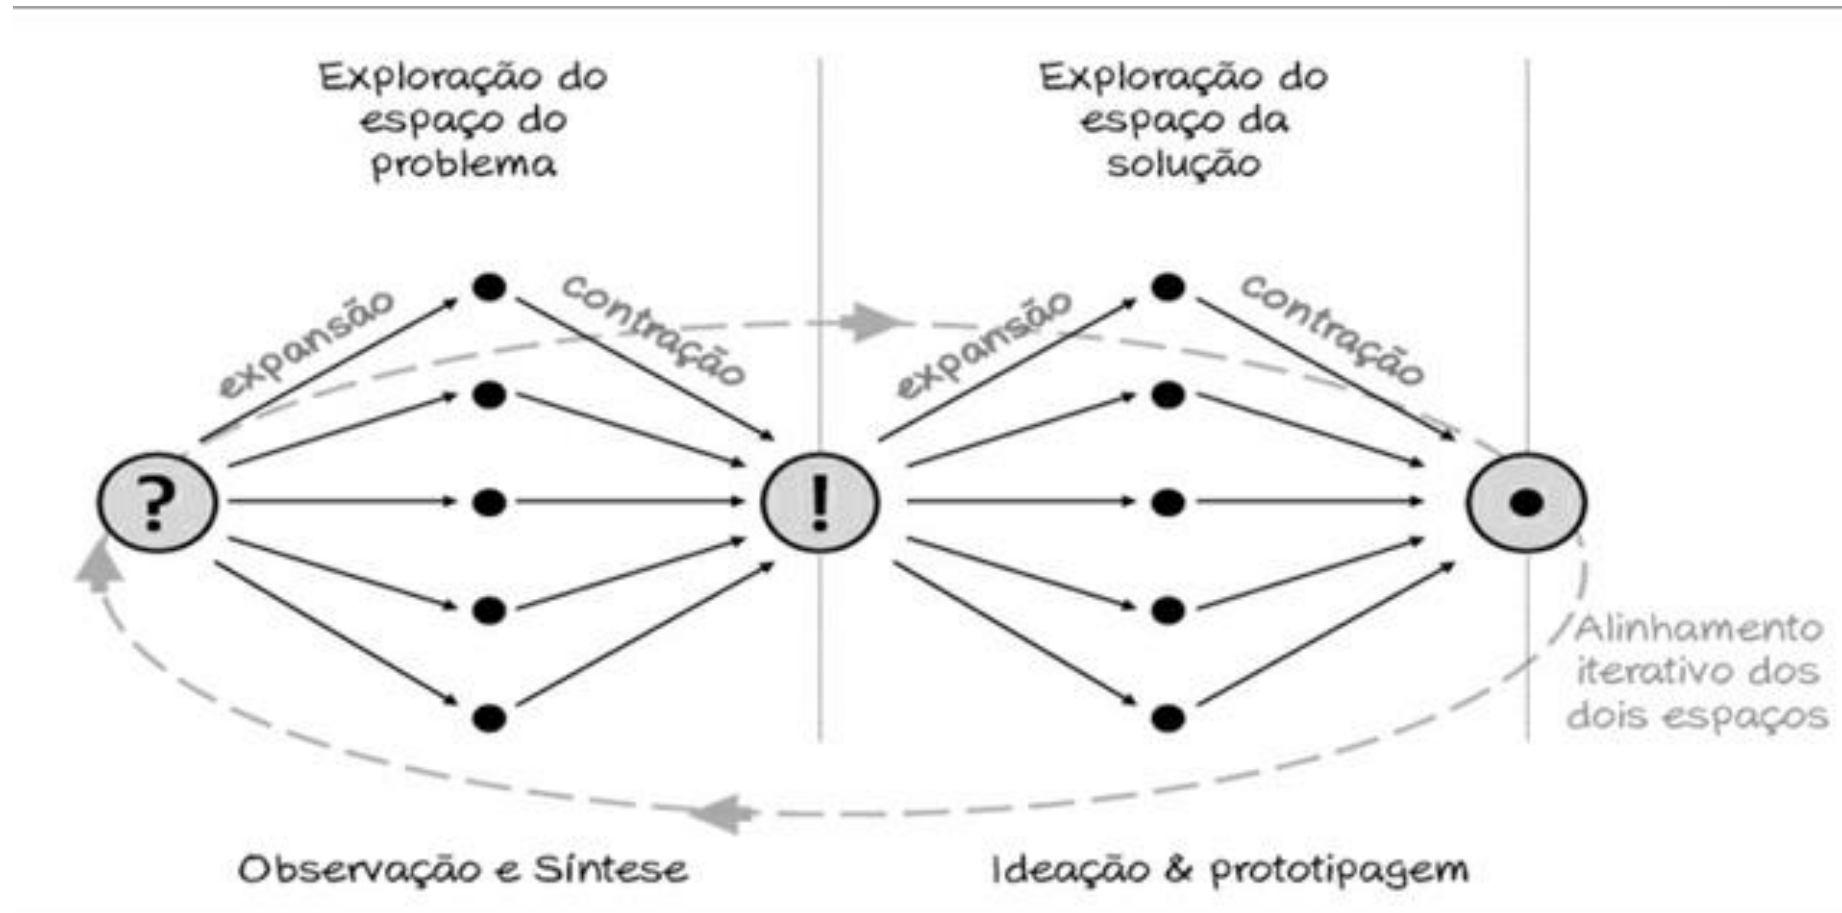 Exploração do
espaço do
problema
Exploração do
espaço da
solução
expansão
contração
expansão
contração
?
!
Alinhamento
iterativo dos
dois espaços
Observação e Síntese
Ideação & prototipagem